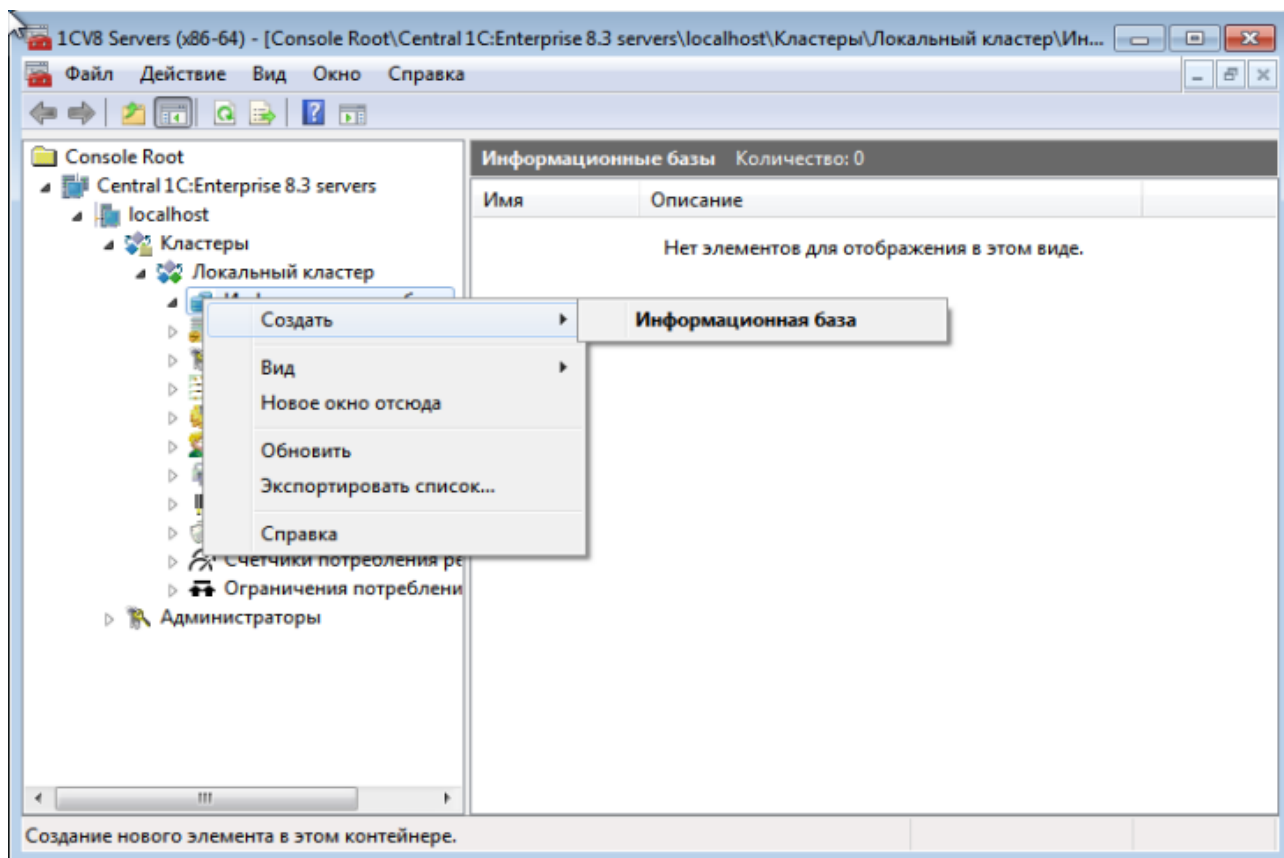 1CV8 Servers (x86-64) - [Console Root\Central 1C:Enterprise 8.3 servers\localhost\Кластеры\Локальный кластер\Ин...
Файл Действие Вид Окно Справка
Console Root
Central 1C:Enterprise 8.3 servers
localhost
Кластеры
Локальный кластер
Создать
Информационная база
Вид
Новое окно отсюда
Обновить
Экспортировать список...
Справка
Счетчики потребления ре
Ограничения потреблени
Администраторы
Информационные базы Количество: 0
Имя Описание
Нет элементов для отображения в этом виде.
Создание нового элемента в этом контейнере.